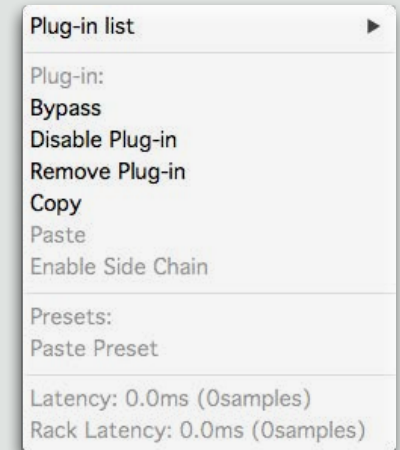 Plug-in list
Plug-in:
Bypass
Disable Plug-in
Remove Plug-in
Copy
Paste
Enable Side Chain
Presets:
Paste Preset
Latency: 0.0ms (0samples)
Rack Latency: 0.0ms (0samples)